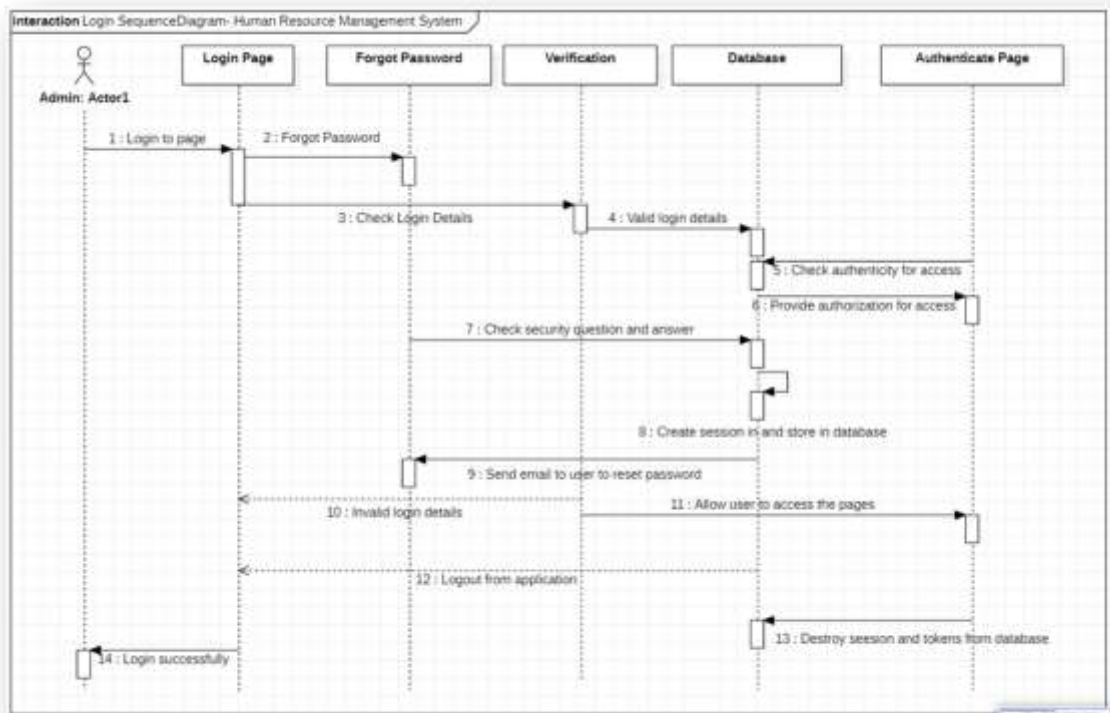 interaction Login SequenceDiagram- Human Resource Management System
Login Page
Forgot Password
Verification
Database
Authenticate Page
Admin: Actor1
1 : Login to page
2 : Forgot Password
3 : Check Login Details
4 : Valid login details
5 : Check authenticity for access
6 : Provide authorization for access
7 : Check security question and answer
8 : Create session in and store in database
9 : Send email to user to reset password
10 : Invalid login details
11 : Allow user to access the pages
12 : Logout from application
13 : Destroy seesion and tokens from database
14 : Login successfully